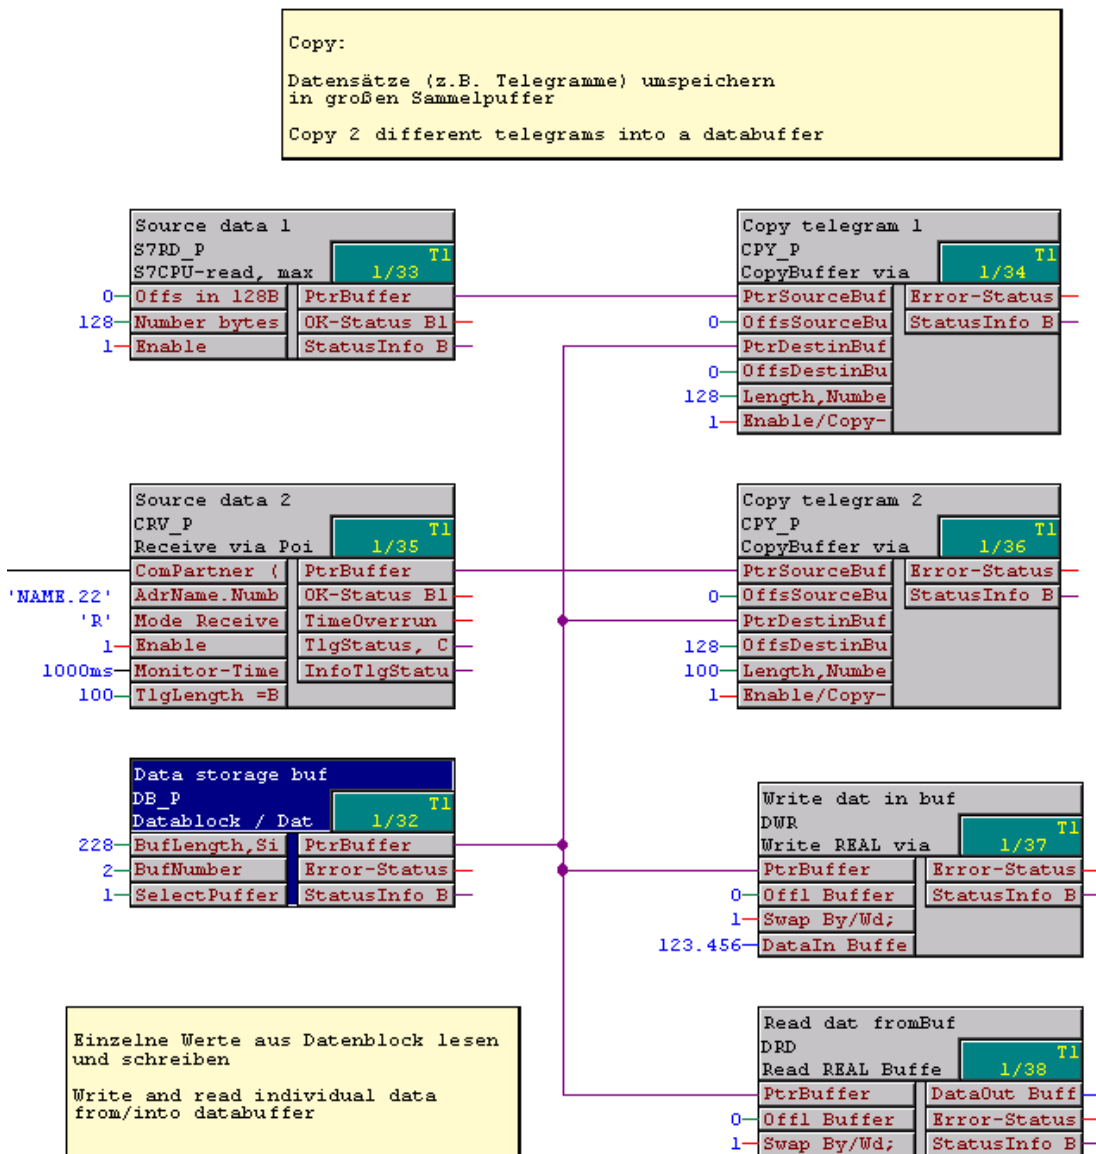 Copy:
Datensätze (z.B. Telegramme) umspeichern
in großen Sammelpuffer
Copy 2 different telegrams into a databuffer
Source data 1
S7RD_P
T1
S7CPU-read, max
1/33
0
Offs in 128B
PtrBuffer
128
Number bytes
OK-Status Bl
1
Enable
StatusInfo B
Copy telegram 1
CPY_P
T1
CopyBuffer via
1/34
PtrSourceBuf
Error-Status
0
OffsSourceBu
StatusInfo B
PtrDestinBuf
0
OffsDestinBu
128
Length,Numbe
1
Enable/Copy-
Source data 2
CRV_P
T1
Receive via Poi
1/35
ComPartner (
PtrBuffer
'NAME.22'
AdrName.Numb
OK-Status Bl
'R'
Mode Receive
TimeOverrun
1
Enable
TlgStatus, C
1000ms
Monitor-Time
InfoTlgStatu
100
TlgLength =B
Copy telegram 2
CPY_P
T1
CopyBuffer via
1/36
PtrSourceBuf
Error-Status
0
OffsSourceBu
StatusInfo B
PtrDestinBuf
128
OffsDestinBu
100
Length,Numbe
1
Enable/Copy-
Data storage buf
DB_P
T1
Datablock / Dat
1/32
228
BufLength,Si
PtrBuffer
2
BufNumber
Error-Status
1
SelectPuffer
StatusInfo B
Write dat in buf
DWR
T1
Write REAL via
1/37
PtrBuffer
Error-Status
0
Offl Buffer
StatusInfo B
1
Swap By/Wd;
123.456
DataIn Buffe
Einzelne Werte aus Datenblock lesen
und schreiben
Write and read individual data
from/into databuffer
Read dat fromBuf
DRD
T1
Read REAL Buffe
1/38
PtrBuffer
DataOut Buff
0
Offl Buffer
Error-Status
1
Swap By/Wd;
StatusInfo B